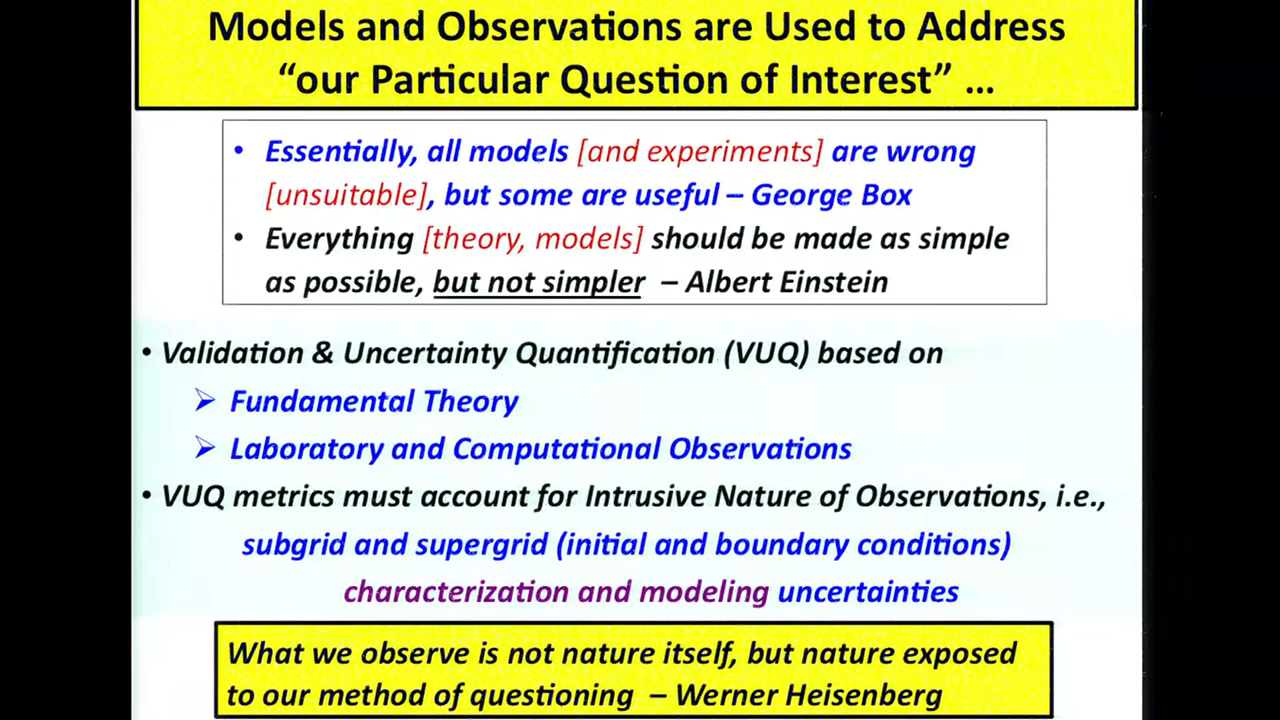 Models and Observations are Used to Address
“our Particular Question of Interest” ...
• Essentially, all models [and experiments] are wrong
[unsuitable], but some are useful – George Box
• Everything [theory, models] should be made as simple
as possible, but not simpler – Albert Einstein
• Validation & Uncertainty Quantification (VUQ) based on
➢ Fundamental Theory
➢ Laboratory and Computational Observations
• VUQ metrics must account for Intrusive Nature of Observations, i.e.,
subgrid and supergrid (initial and boundary conditions)
characterization and modeling uncertainties
What we observe is not nature itself, but nature exposed
to our method of questioning – Werner Heisenberg